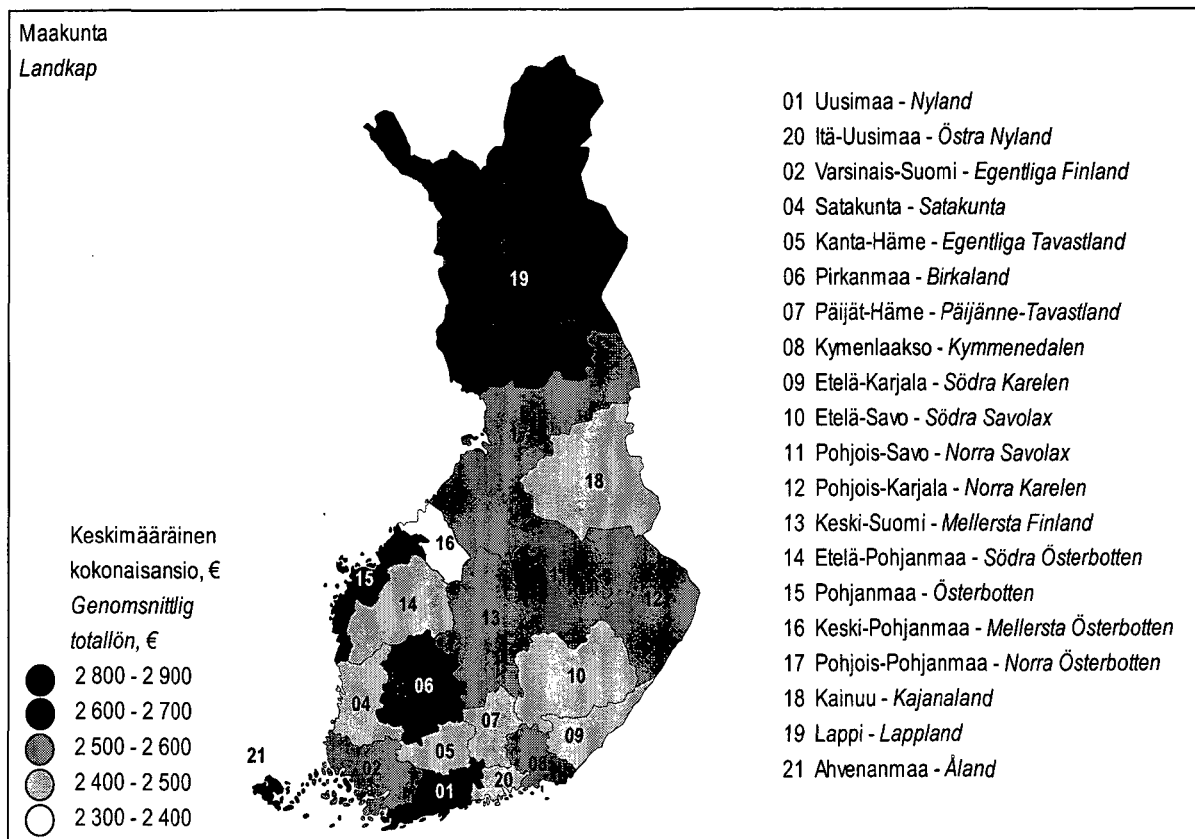 Maakunta
Landkap
01 Uusimaa - Nyland
20 Itä-Uusimaa - Östra Nyland
02 Varsinais-Suomi - Egentliga Finland
04 Satakunta - Satakunta
05 Kanta-Häme - Egentliga Tavastland
06 Pirkanmaa - Birkaland
07 Päijät-Häme - Päijänne-Tavastland
08 Kymenlaakso - Kymmenedalen
09 Etelä-Karjala - Södra Karelen
10 Etelä-Savo - Södra Savolax
11 Pohjois-Savo - Norra Savolax
12 Pohjois-Karjala - Norra Karelen
13 Keski-Suomi - Mellersta Finland
14 Etelä-Pohjanmaa - Södra Österbotten
15 Pohjanmaa - Österbotten
16 Keski-Pohjanmaa - Mellersta Österbotten
17 Pohjois-Pohjanmaa - Norra Österbotten
18 Kainuu - Kajanaland
19 Lappi - Lappland
21 Ahvenanmaa - Åland
19
18
16
15
14
13
12
10
06
04
07
09
05
08
02
20
01
21
Keskimääräinen
kokonaisansio, €
Genomsnittlig
totallön, €
2 800 - 2 900
2 600 - 2 700
2 500 - 2 600
2 400 - 2 500
2 300 - 2 400